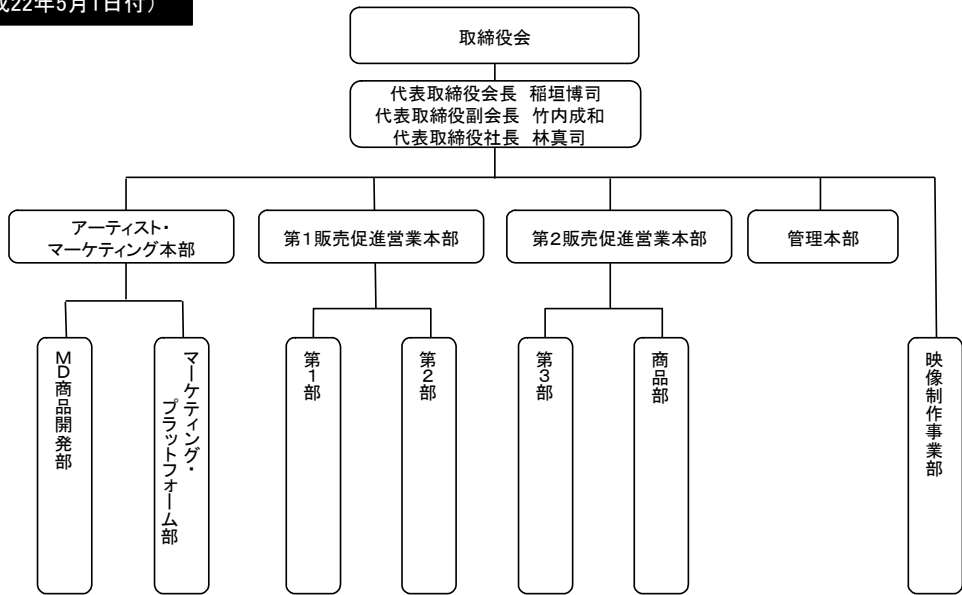 22年5月1日付）
取締役会
代表取締役会長 稲垣博司
代表取締役副会長 竹内成和
代表取締役社長 林真司
アーティスト・
マーケティング本部
第1販売促進営業本部
第2販売促進営業本部
管理本部
MD商品開発部
マーケティング・
プラットフォーム部
第1部
第2部
第3部
商品部
映像制作事業部